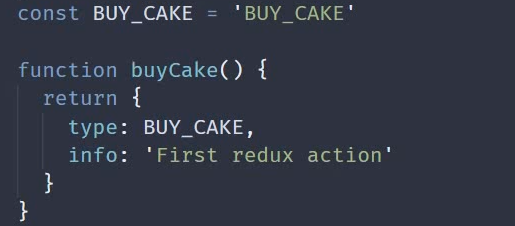 const BUY_CAKE = 'BUY_CAKE'

function buyCake() {
  return {
    type: BUY_CAKE,
    info: 'First redux action'
  }
}